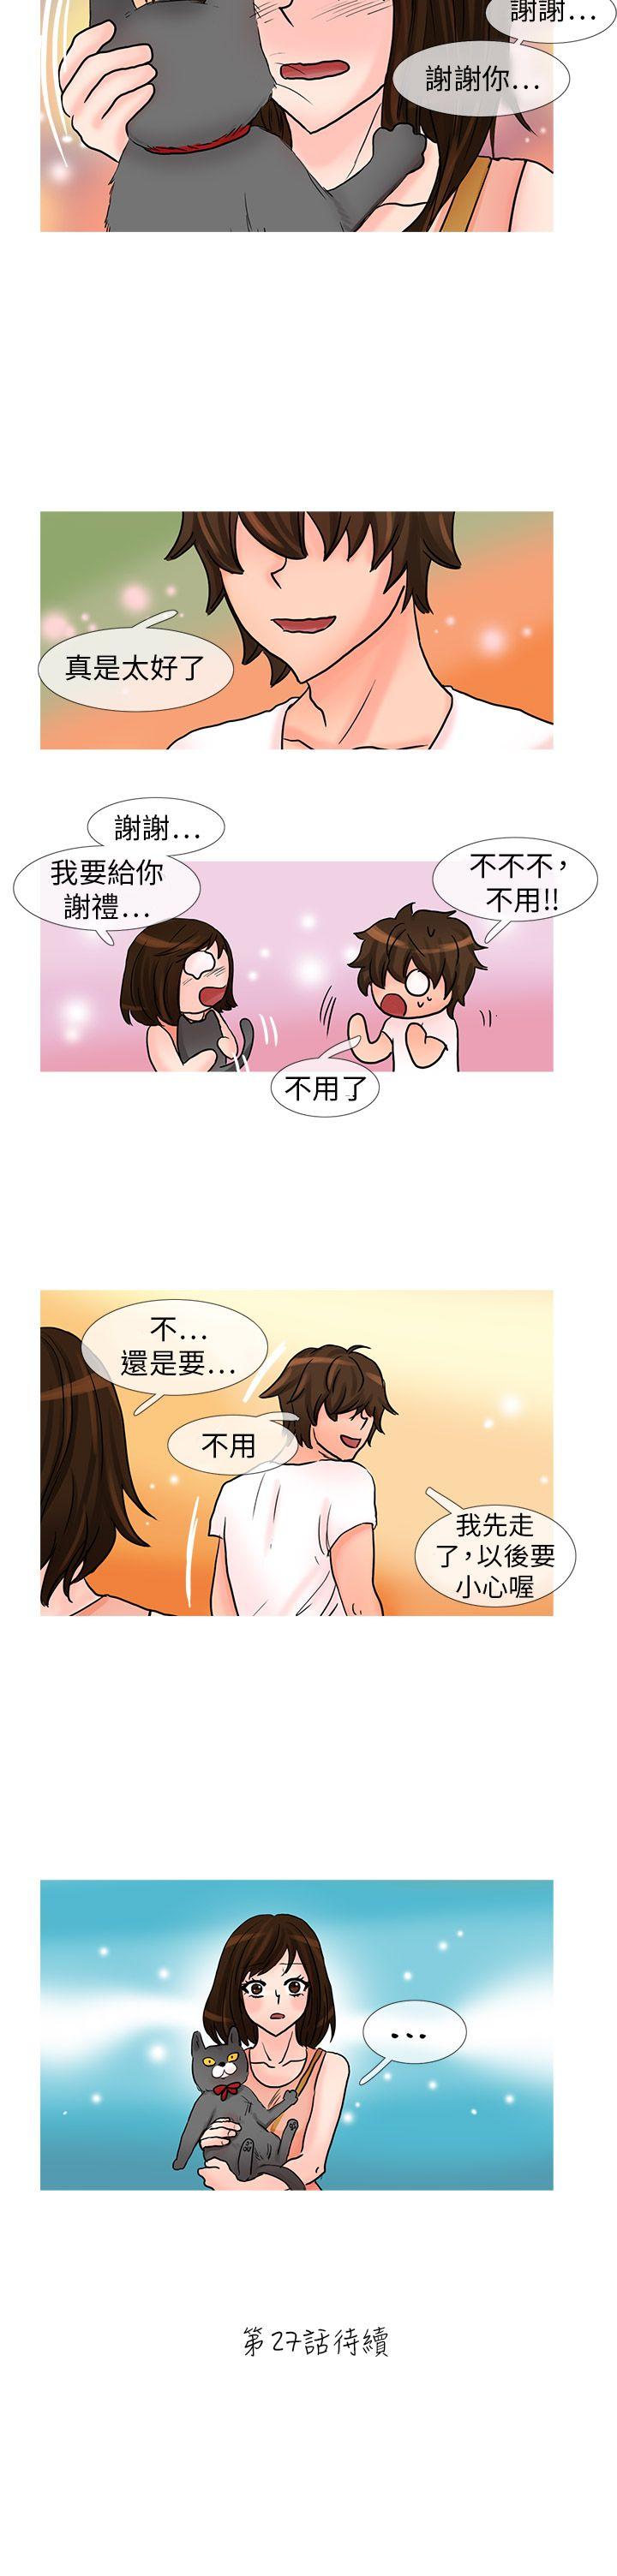 謝謝...
謝謝你...
真是太好了
謝謝...
我要給你
謝禮...
不不不，
不用!!
不用了
不...
還是要...
不用
我先走
了，以後要
小心喔
...
第27話待續